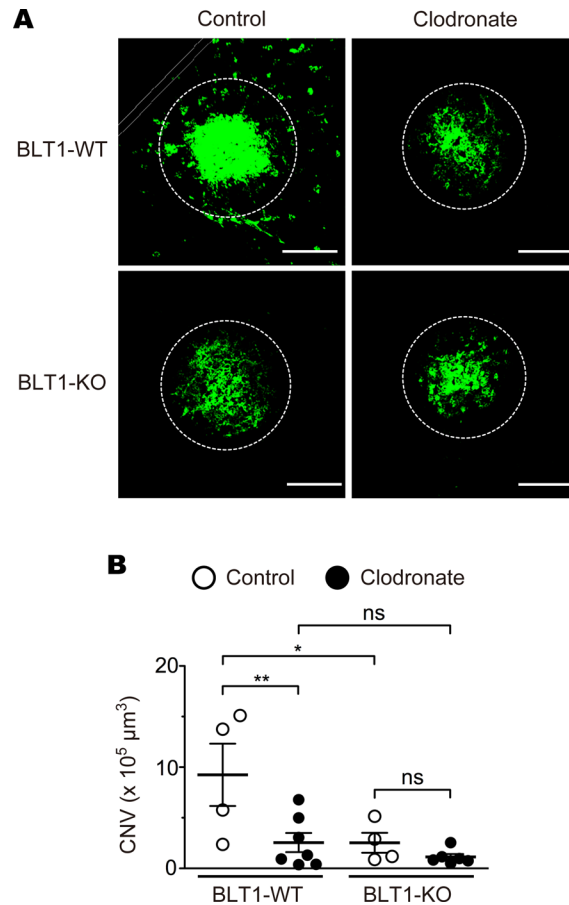 A
Control
Clodronate
BLT1-WT
BLT1-KO
B
Control
Clodronate
ns
*
**
ns
20
10
0
CNV (x 10⁵ µm³)
BLT1-WT
BLT1-KO